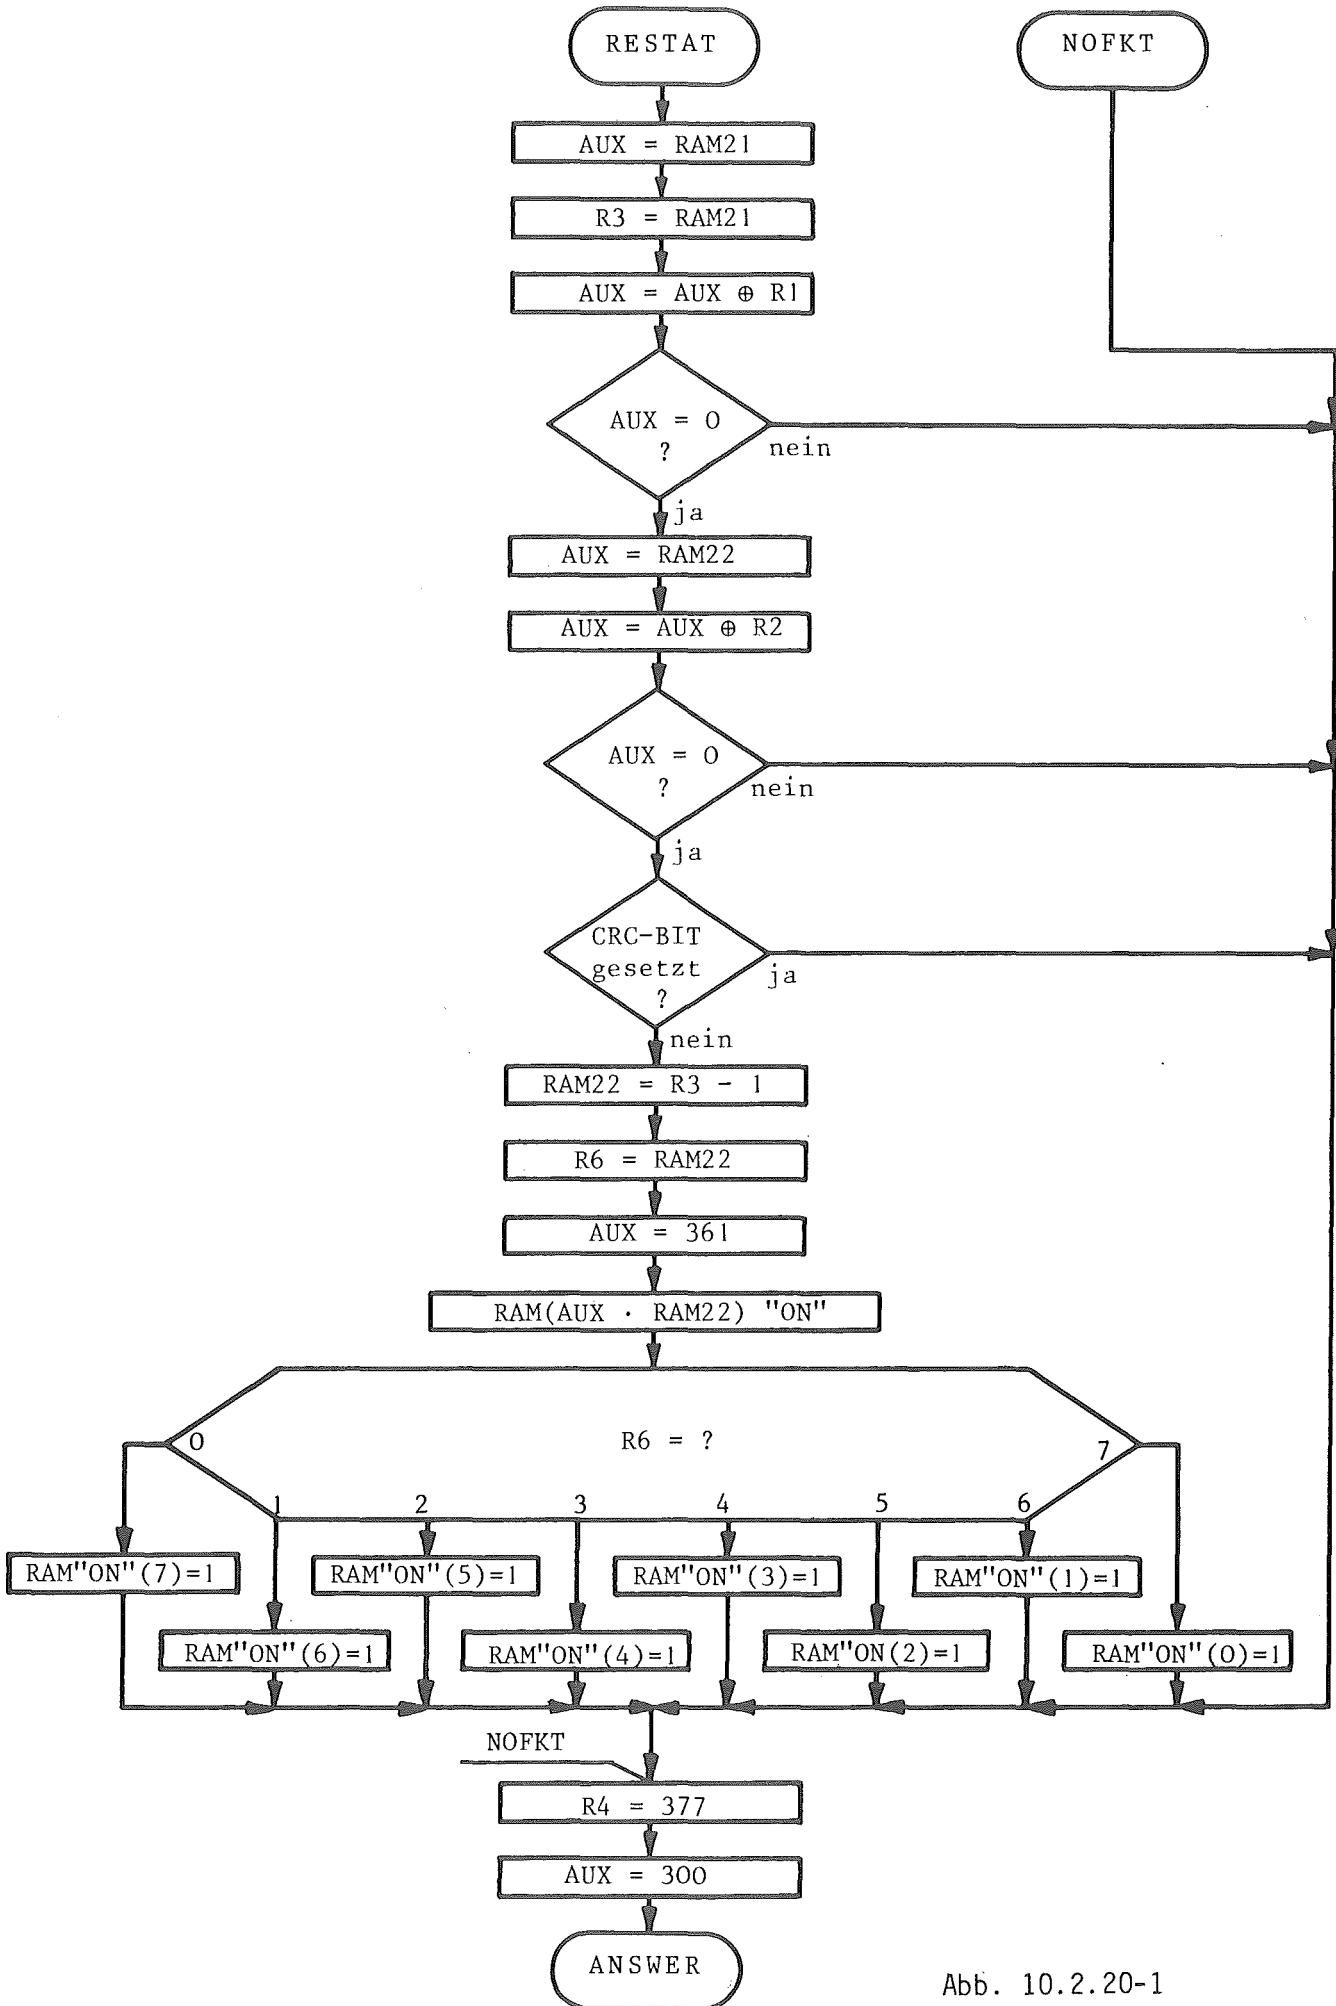 RESTAT
NOFKT
AUX = RAM21
R3 = RAM21
AUX = AUX ⊕ R1
AUX = 0
?
nein
ja
AUX = RAM22
AUX = AUX ⊕ R2
AUX = 0
?
nein
ja
CRC-BIT
gesetzt
?
ja
nein
RAM22 = R3 - 1
R6 = RAM22
AUX = 361
RAM(AUX · RAM22) "ON"
R6 = ?
0
7
1 2 3 4 5 6
RAM"ON"(7)=1
RAM"ON"(5)=1
RAM"ON"(3)=1
RAM"ON"(1)=1
RAM"ON"(6)=1
RAM"ON"(4)=1
RAM"ON(2)=1
RAM"ON"(0)=1
NOFKT
R4 = 377
AUX = 300
ANSWER
Abb. 10.2.20-1